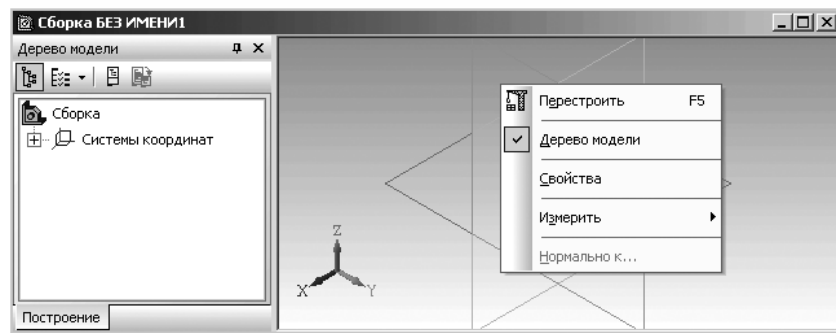 Сборка БЕЗ ИМЕНИ1
Дерево модели
Сборка
Системы координат
Построение
Z
X
Y
Перестроить F5
Дерево модели
Свойства
Измерить
Нормально к...